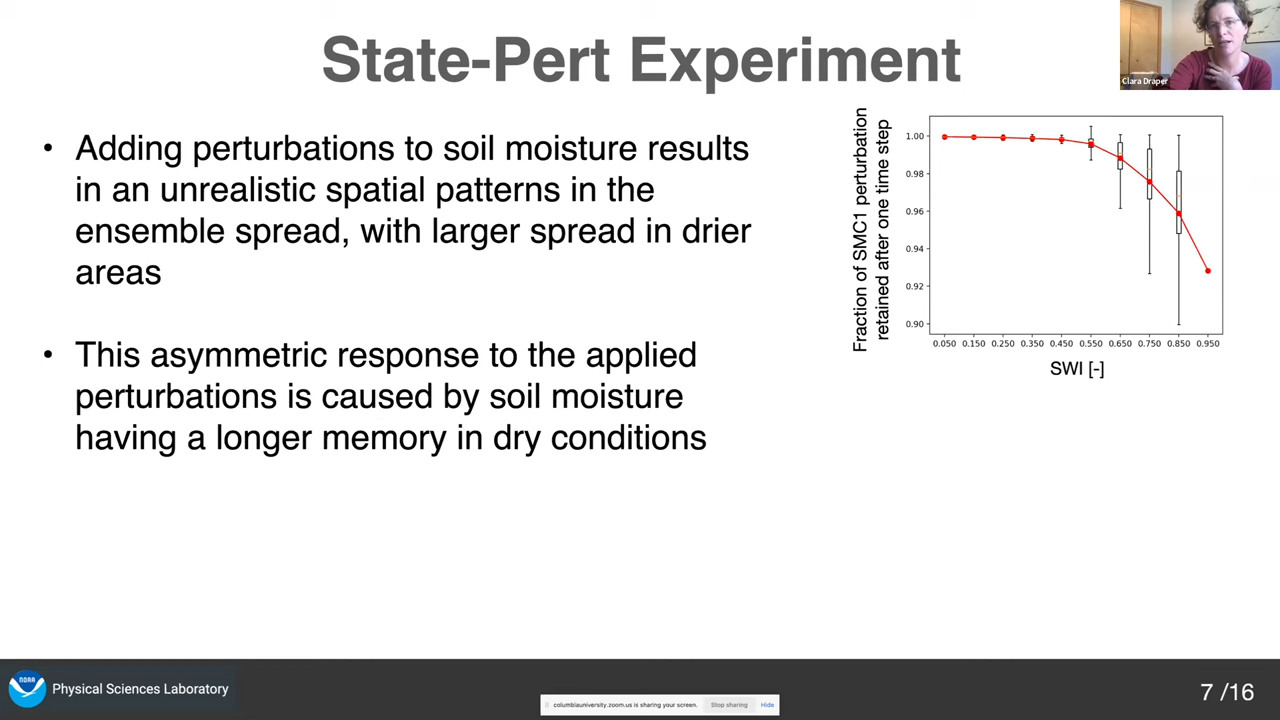 State-Pert Experiment
Clara Draper
• Adding perturbations to soil moisture results
in an unrealistic spatial patterns in the
ensemble spread, with larger spread in drier
areas
• This asymmetric response to the applied
perturbations is caused by soil moisture
having a longer memory in dry conditions
Fraction of SMC1 perturbation
retained after one time step
1.00
0.98
0.96
0.94
0.92
0.90
0.050 0.150 0.250 0.350 0.450 0.550 0.650 0.750 0.850 0.950
SWI [-]
NOAA
Physical Sciences Laboratory
columbiauniversity.zoom.us is sharing your screen. Stop sharing Hide
7 /16